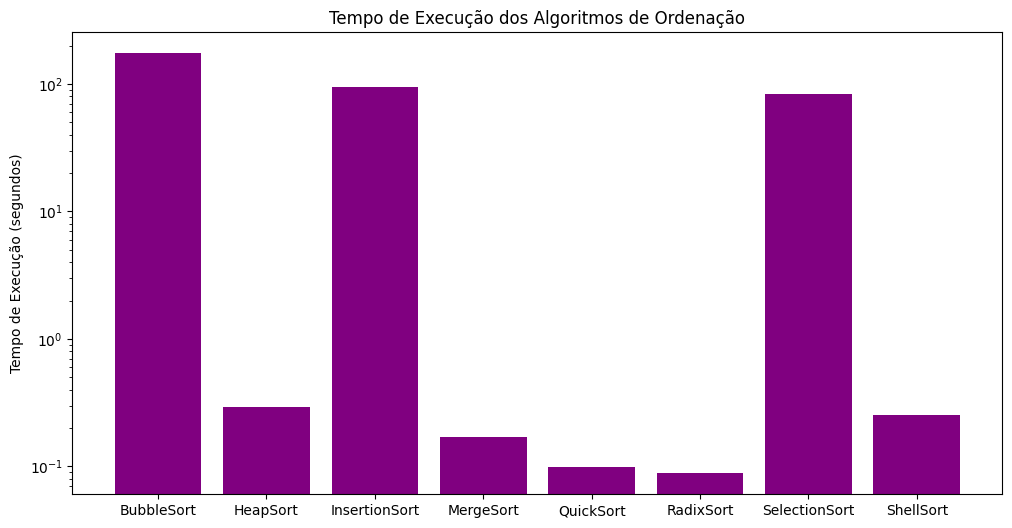 Tempo de Execução dos Algoritmos de Ordenação
Tempo de Execução (segundos)
10²
10¹
10⁰
10⁻¹
BubbleSort HeapSort InsertionSort MergeSort QuickSort RadixSort SelectionSort ShellSort